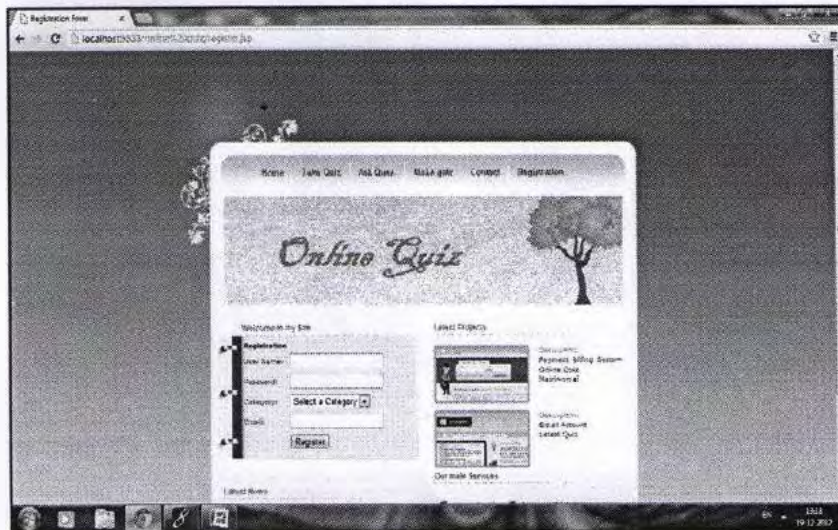 Registration Form
Home Take Quiz Ask Ques. Make quiz Contact Registration
Online Quiz
Welcome to my Site
Registration
User Name:
Password:
Category: Select a Category
Email:
Register
Latest News
Latest Projects
Description:
Payment billing System
Online Quiz
Matrimonial
Description:
Email Account
Latest Quiz
Our main Services
EN